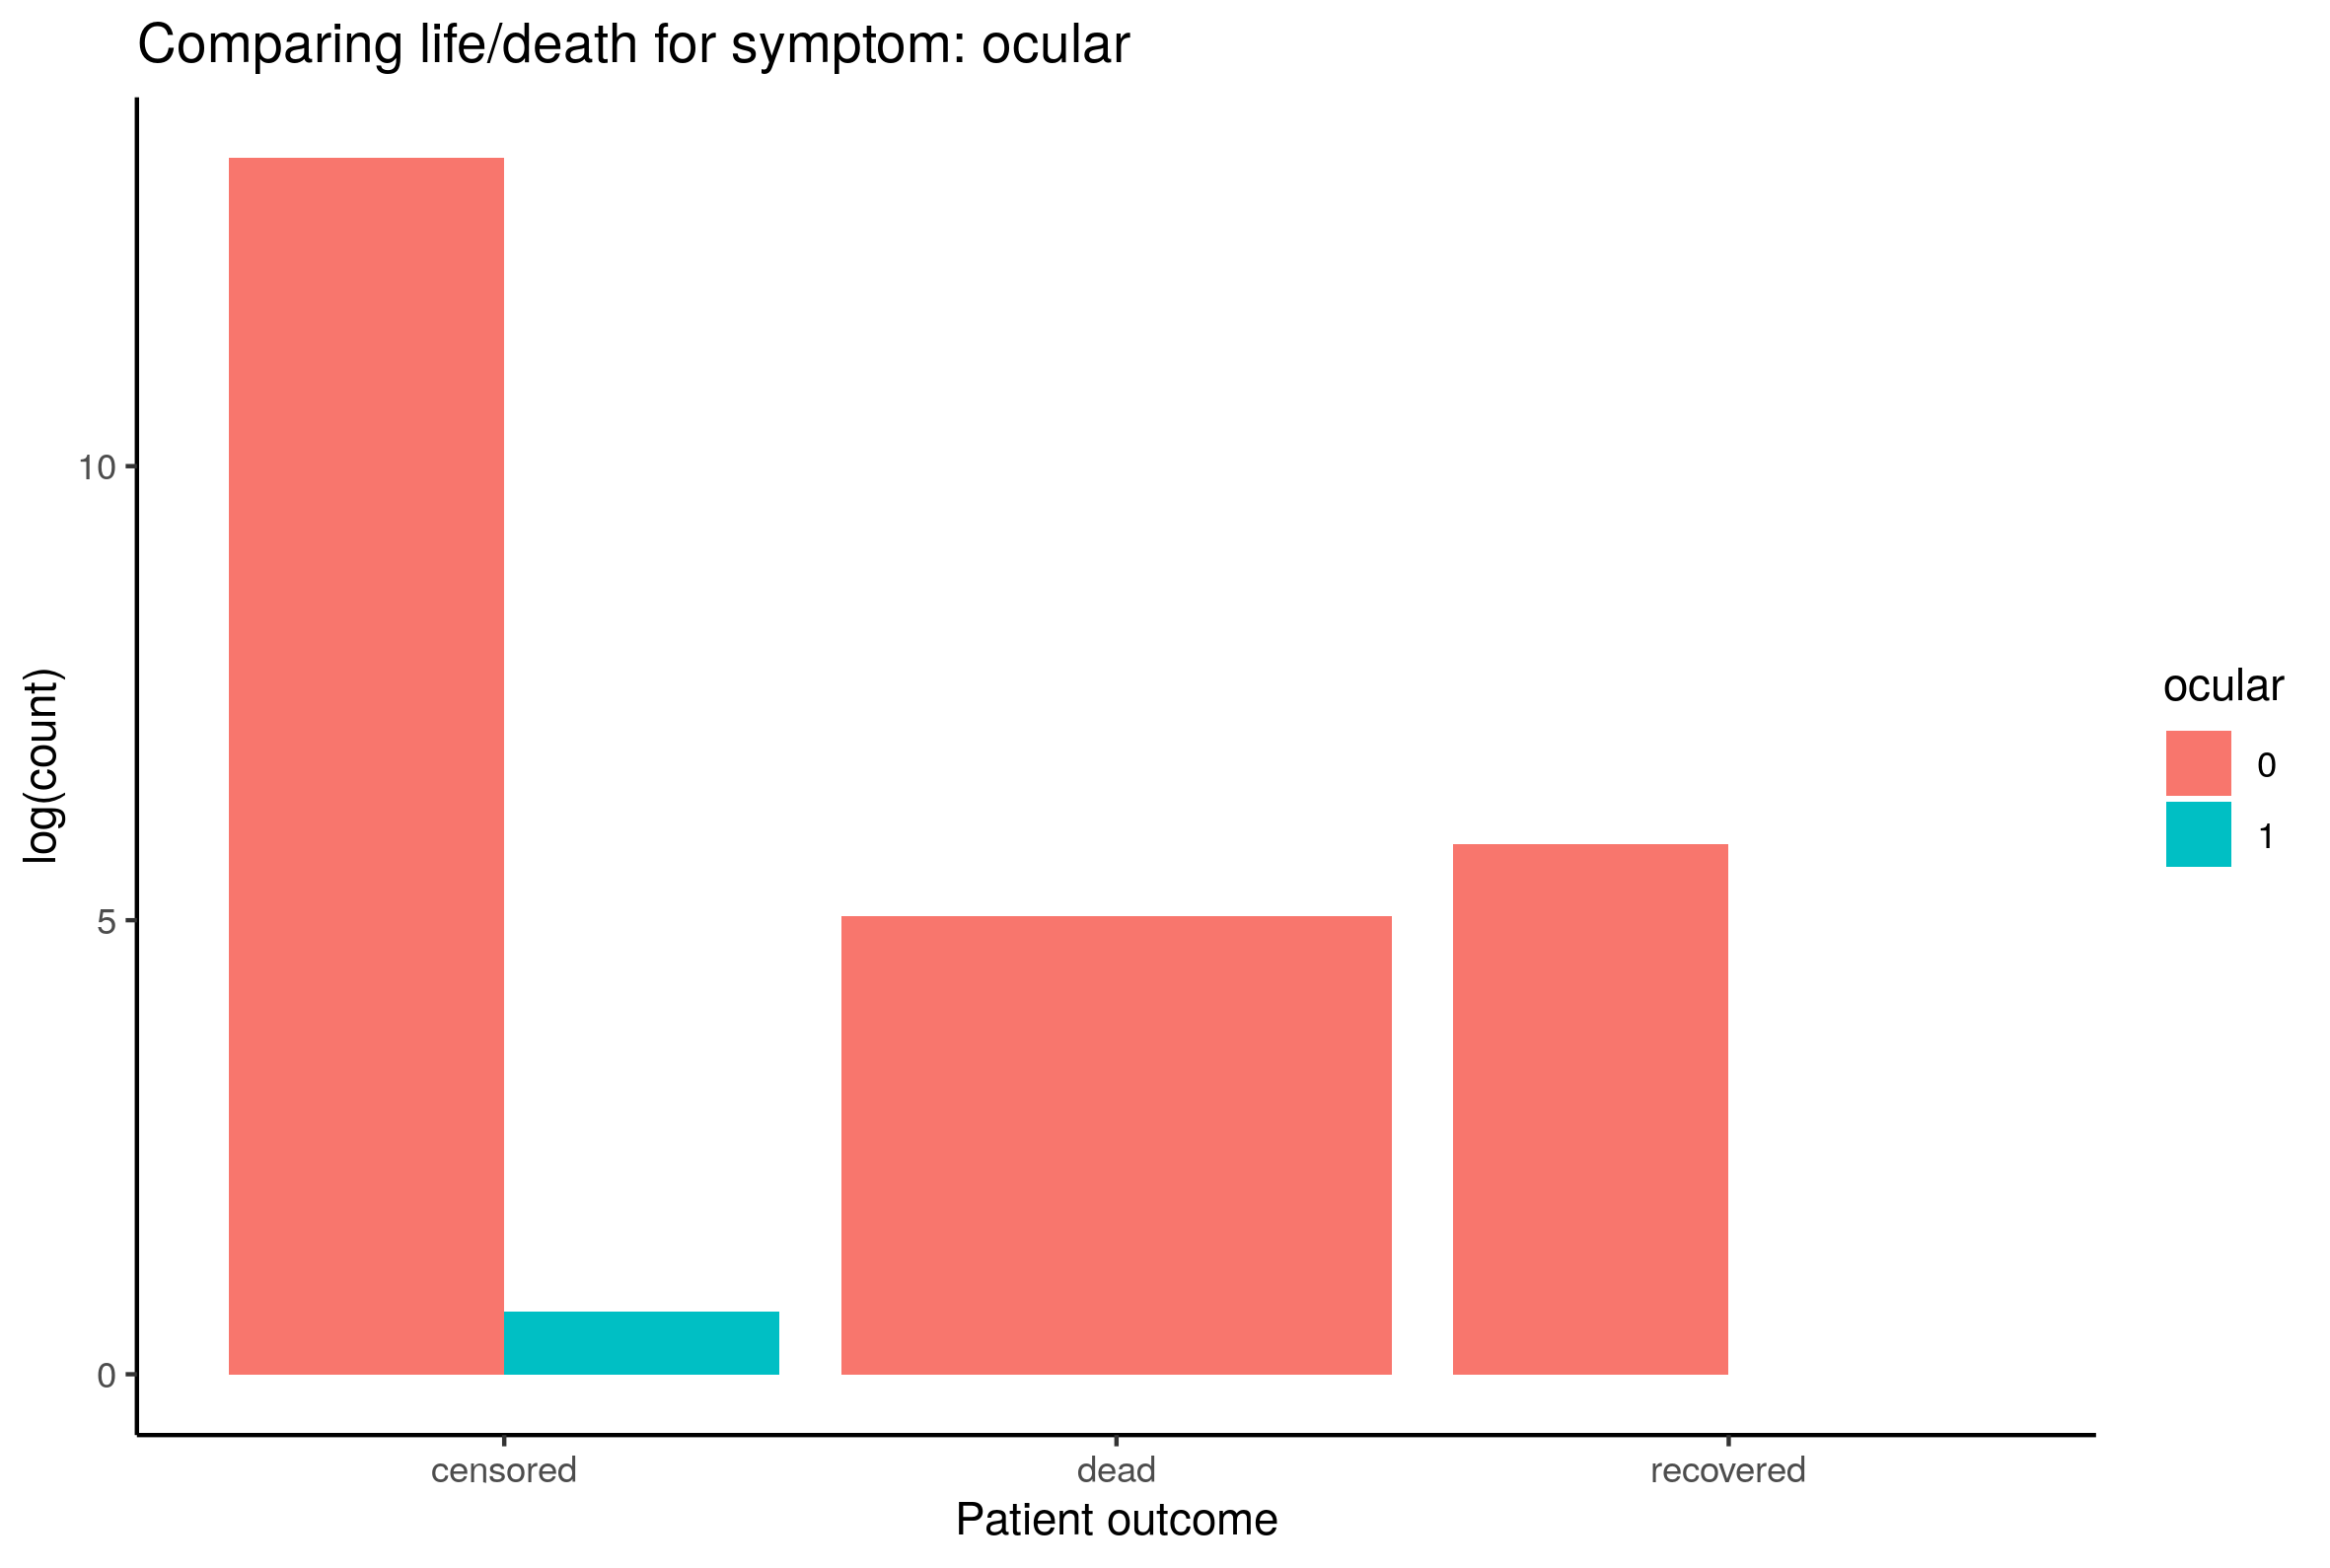 Comparing life/death for symptom: ocular
log(count)
10
5
0
censored
dead
recovered
Patient outcome
ocular
0
1